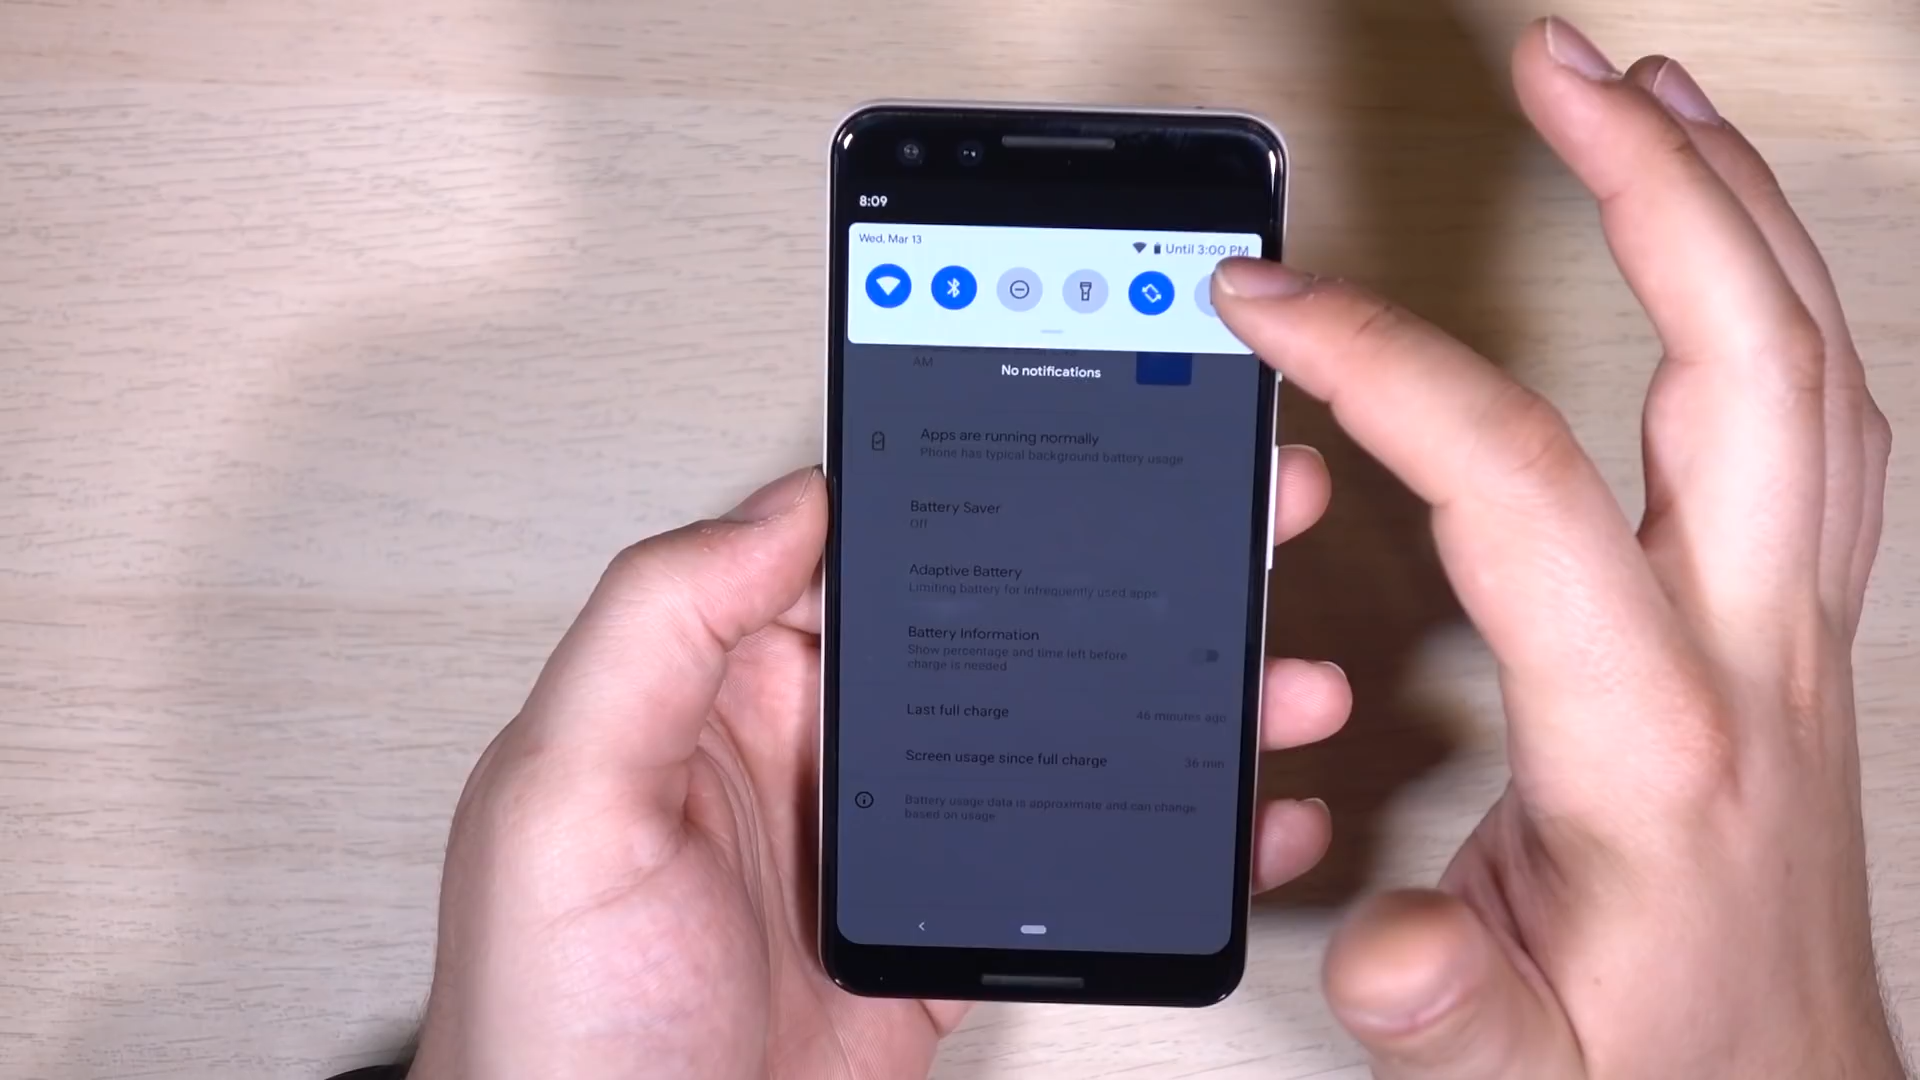 8:09
Wed, Mar 13
Until 3:00 PM
AM
No notifications
Apps are running normally
Phone has typical background battery usage
Battery Saver
Off
Adaptive Battery
Limiting battery for infrequently used apps
Battery Information
Show percentage and time left before
charge is needed
Last full charge
46 minutes ago
Screen usage since full charge
36 min
Battery usage data is approximate and can change
based on usage